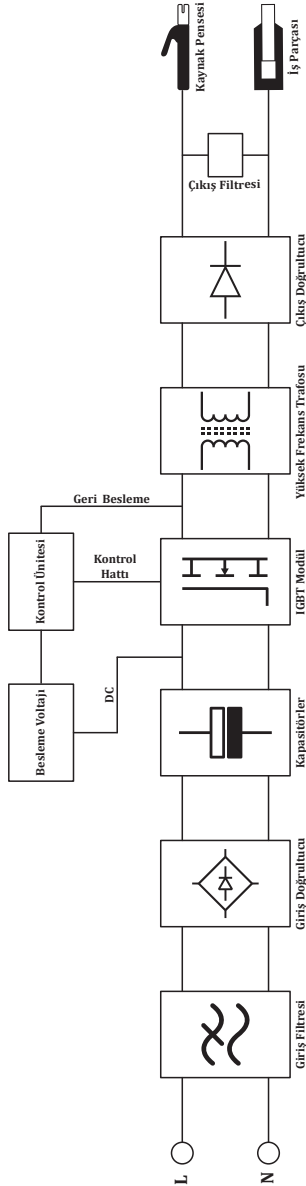 L
N
Giriş Filtresi
Giriş Doğrultucu
Kapasitörler
IGBT Modül
Yüksek Frekans Trafosu
Çıkış Doğrultucu
Besleme Voltajı
Kontrol Ünitesi
DC
Kontrol
Hattı
Geri Besleme
Çıkış Filtresi
Kaynak Pensesi
İş Parçası